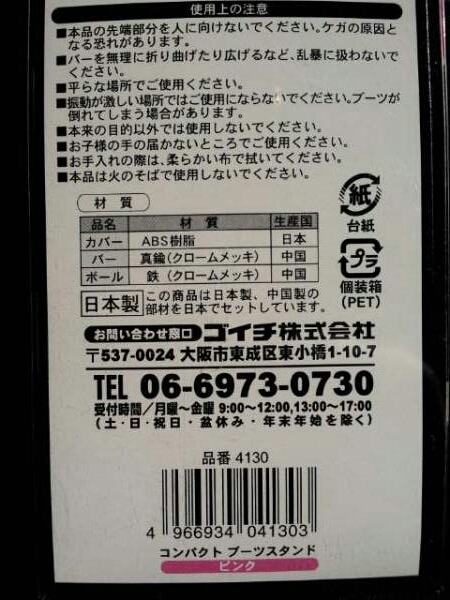 使用上の注意
■本品の先端部分を人に向けないでください。ケガの原因と
なる恐れがあります。
■バーを無理に折り曲げたり広げるなど、乱暴に扱わないで
ください。
■平らな場所でご使用ください。
■振動が激しい場所ではご使用にならないでください。ブーツが
倒れてしまう場合があります。
■本来の目的以外では使用しないでください。
■お子様の手の届かないところでご使用ください。
■お手入れの際は、柔らかい布で拭いてください。
■本品は火のそばで使用しないでください。
材質
品名 材質 生産国
カバー ABS樹脂 日本
バー 真鍮(クロームメッキ) 中国
ポール 鉄(クロームメッキ) 中国
紙
台紙
プラ
個装箱
(PET)
日本製 この商品は日本製、中国製の
部材を日本でセットしています。
お問い合わせ窓口 ゴイチ株式会社
〒537-0024 大阪市東成区東小橋1-10-7
TEL 06-6973-0730
受付時間/月曜〜金曜 9:00〜12:00,13:00〜17:00
(土・日・祝日・盆休み・年末年始を除く)
品番 4130
4 966934 041303
コンパクト ブーツスタンド
ピンク